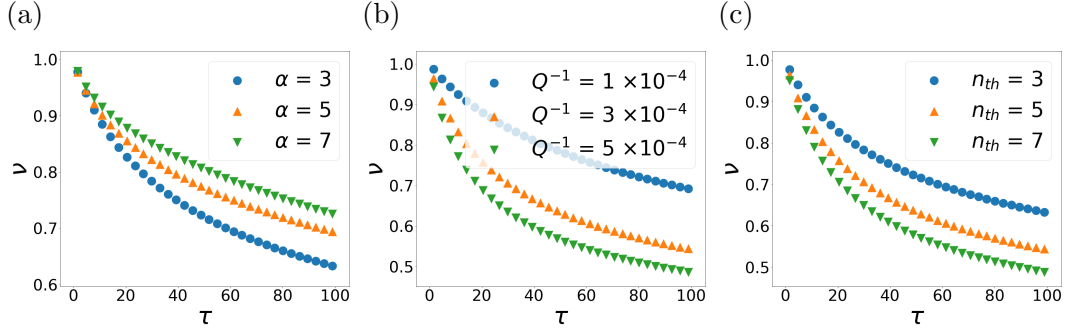 (a)
1.0
0.9
0.8
0.7
0.6
ν
0 20 40 60 80 100
τ
α = 3
α = 5
α = 7
(b)
1.0
0.9
0.8
0.7
0.6
0.5
ν
0 20 40 60 80 100
τ
Q⁻¹ = 1 ×10⁻⁴
Q⁻¹ = 3 ×10⁻⁴
Q⁻¹ = 5 ×10⁻⁴
(c)
1.0
0.9
0.8
0.7
0.6
0.5
ν
0 20 40 60 80 100
τ
n_th = 3
n_th = 5
n_th = 7